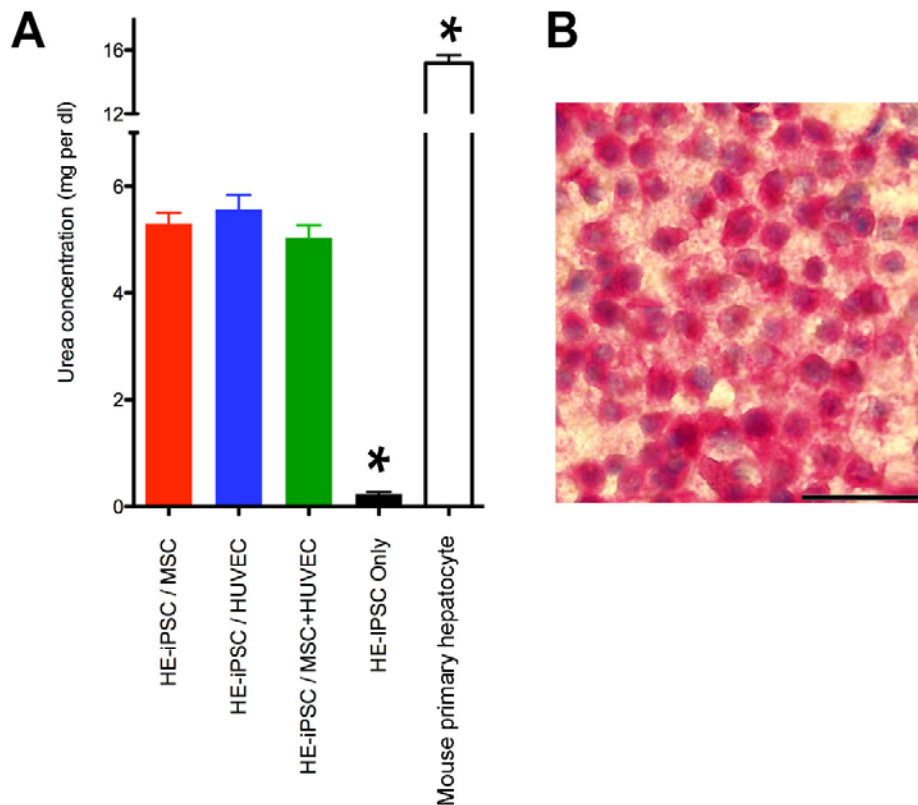 A
B
Urea concentration (mg per dl)
16
12
6
4
2
0
*
*
HE-iPSC / MSC
HE-iPSC / HUVEC
HE-iPSC / MSC+HUVEC
HE-IPSC Only
Mouse primary hepatocyte